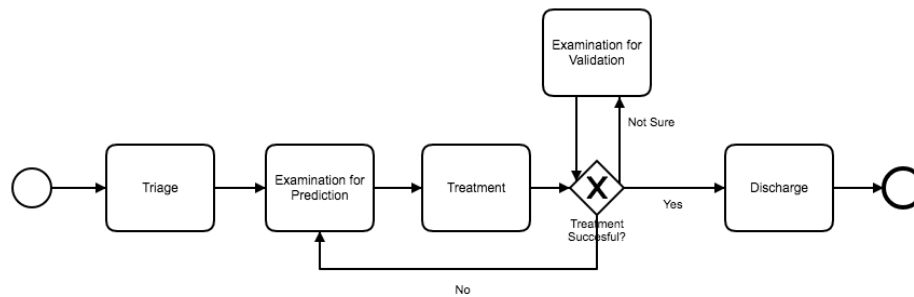 Examination for
Validation
Not Sure
Triage
Examination for
Prediction
Treatment
Discharge
Yes
Treatment
Succesful?
No